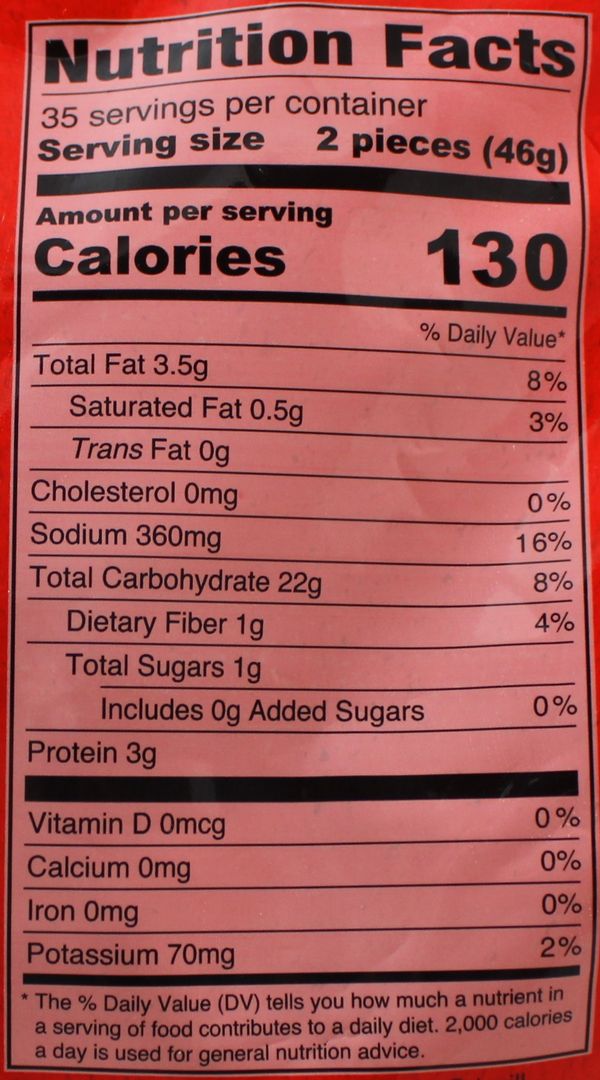 Nutrition Facts
35 servings per container
Serving size 2 pieces (46g)
Amount per serving
Calories 130
% Daily Value*
Total Fat 3.5g 8%
Saturated Fat 0.5g 3%
Trans Fat 0g
Cholesterol 0mg 0%
Sodium 360mg 16%
Total Carbohydrate 22g 8%
Dietary Fiber 1g 4%
Total Sugars 1g
Includes 0g Added Sugars 0%
Protein 3g
Vitamin D 0mcg 0%
Calcium 0mg 0%
Iron 0mg 0%
Potassium 70mg 2%
* The % Daily Value (DV) tells you how much a nutrient in
a serving of food contributes to a daily diet. 2,000 calories
a day is used for general nutrition advice.